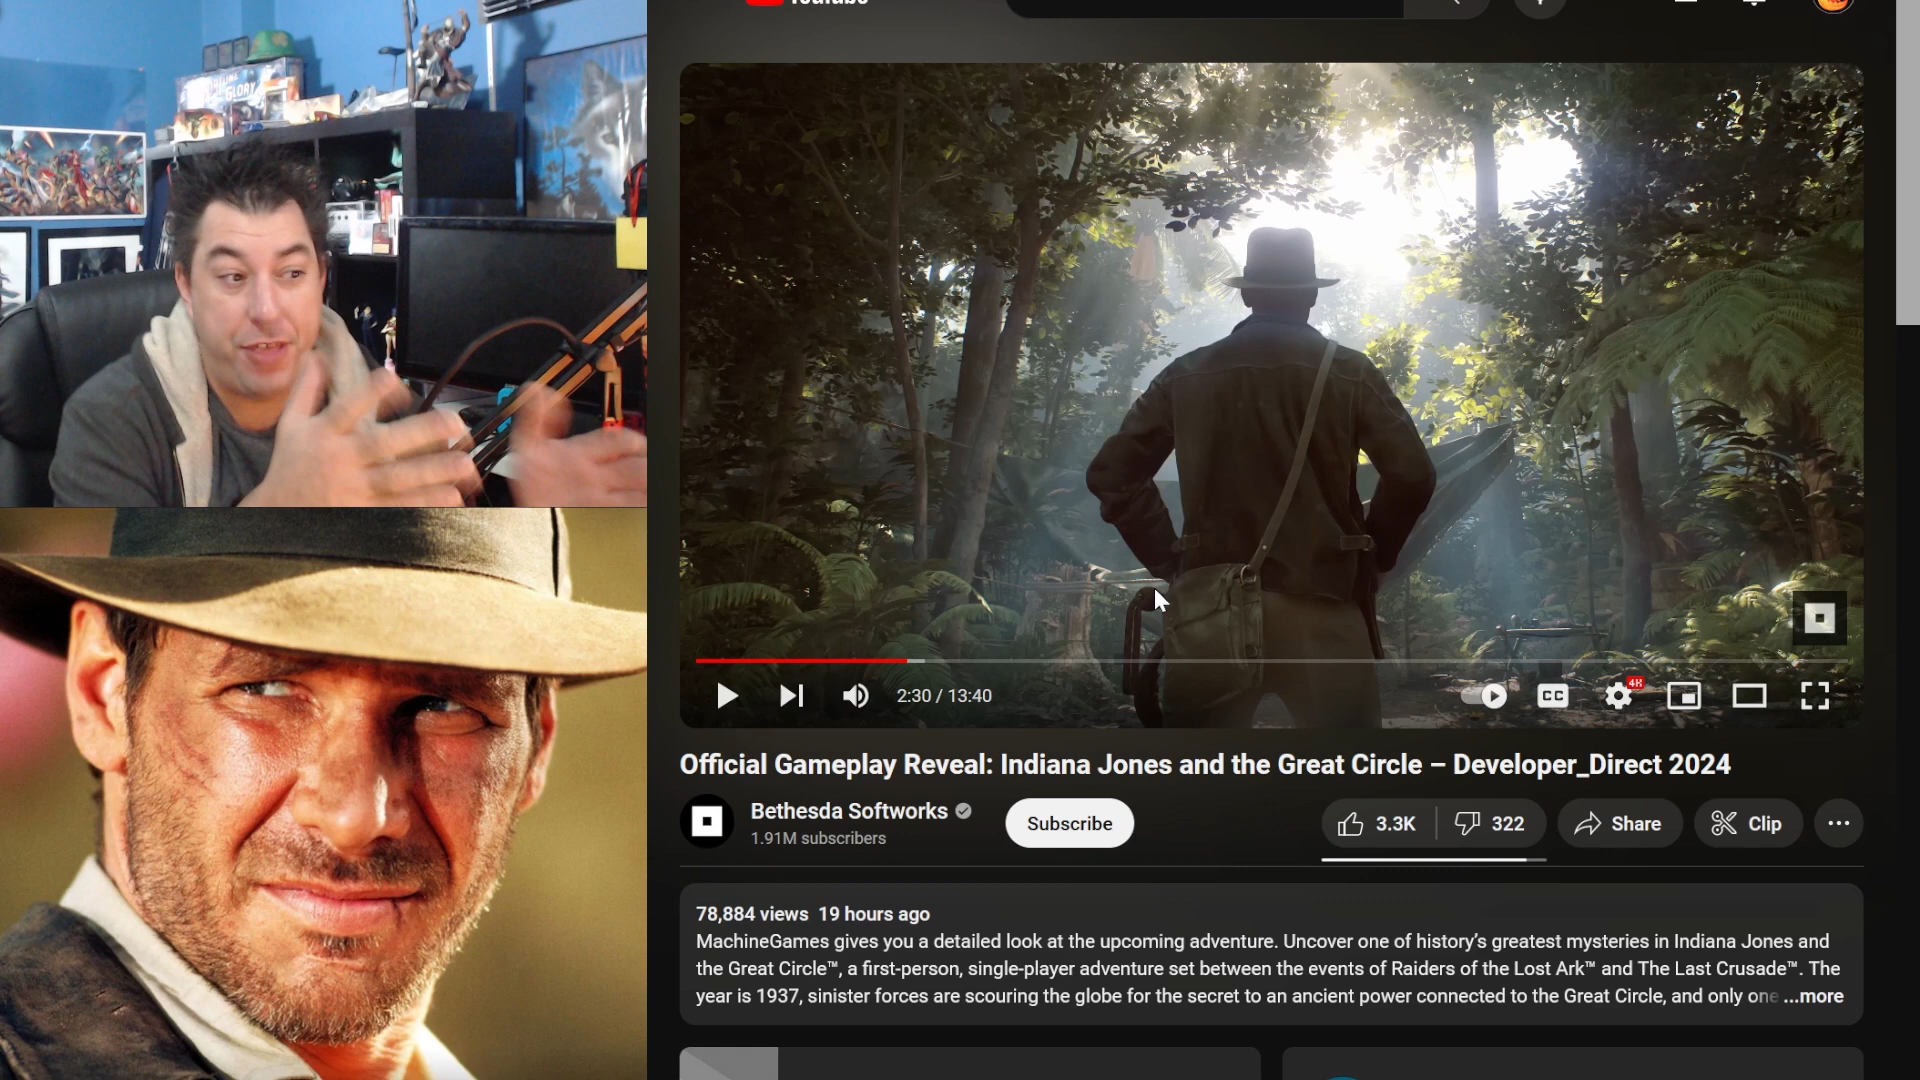 YouTube
GLORY
4K
CC
2:30 / 13:40
Official Gameplay Reveal: Indiana Jones and the Great Circle – Developer_Direct 2024
Bethesda Softworks
1.91M subscribers
Subscribe
3.3K
322
Share
Clip
78,884 views 19 hours ago
MachineGames gives you a detailed look at the upcoming adventure. Uncover one of history’s greatest mysteries in Indiana Jones and
the Great Circle™, a first-person, single-player adventure set between the events of Raiders of the Lost Ark™ and The Last Crusade™. The
year is 1937, sinister forces are scouring the globe for the secret to an ancient power connected to the Great Circle, and only one ...more